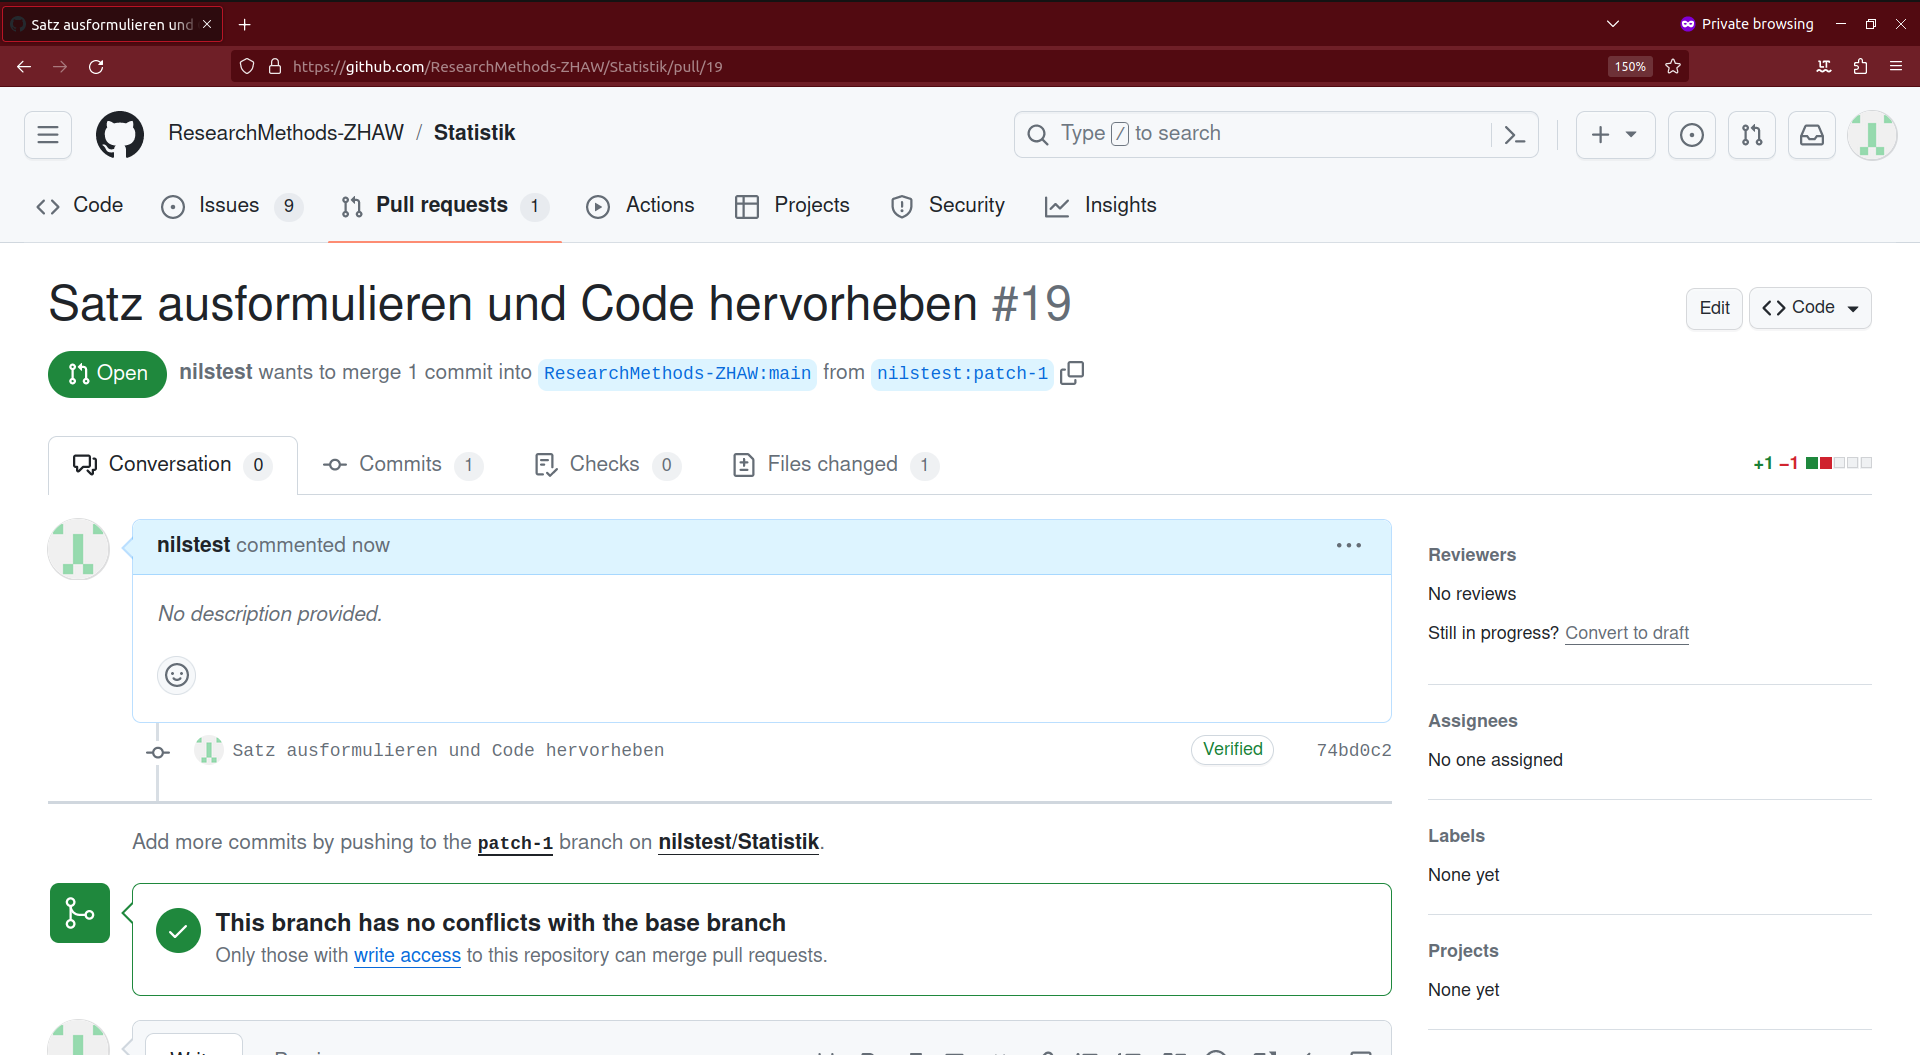 Satz ausformulieren und
Private browsing
https://github.com/ResearchMethods-ZHAW/Statistik/pull/19
150%
ResearchMethods-ZHAW / Statistik
Type / to search
Code
Issues 9
Pull requests 1
Actions
Projects
Security
Insights
Satz ausformulieren und Code hervorheben #19
Edit
Code
Open
nilstest wants to merge 1 commit into ResearchMethods-ZHAW:main from nilstest:patch-1
Conversation 0
Commits 1
Checks 0
Files changed 1
+1 −1
nilstest commented now
No description provided.
Satz ausformulieren und Code hervorheben
Verified
74bd0c2
Add more commits by pushing to the patch-1 branch on nilstest/Statistik.
This branch has no conflicts with the base branch
Only those with write access to this repository can merge pull requests.
Reviewers
No reviews
Still in progress? Convert to draft
Assignees
No one assigned
Labels
None yet
Projects
None yet